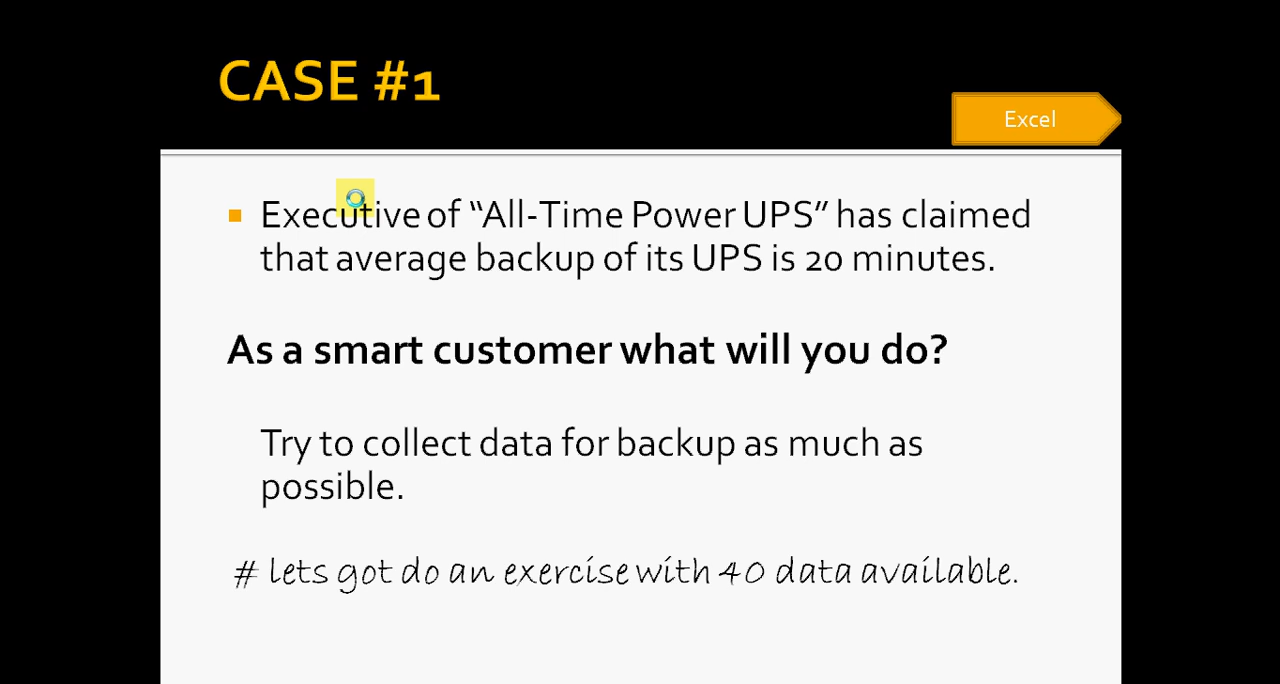 CASE #1
Excel
Executive of “All-Time Power UPS” has claimed
that average backup of its UPS is 20 minutes.
As a smart customer what will you do?
Try to collect data for backup as much as
possible.
# lets got do an exercise with 40 data available.